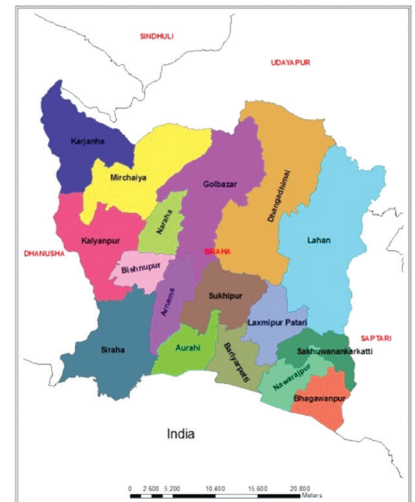 SINDHULI
UDAYAPUR
Karjanha
Mirchaiya
Golbazar
Dhangadhimai
Naraha
Kalyanpur
Lahan
DHANUSHA
SIRAHA
Bishnupur
Arnama
Sukhipur
Laxmipur Patari
SAPTARI
Siraha
Aurahi
Bariyarpatti
Sakhuwanankarkatti
Nawarajpur
Bhagawanpur
India
0 2.600 5.200 10.400 15.600 20.800
Meters